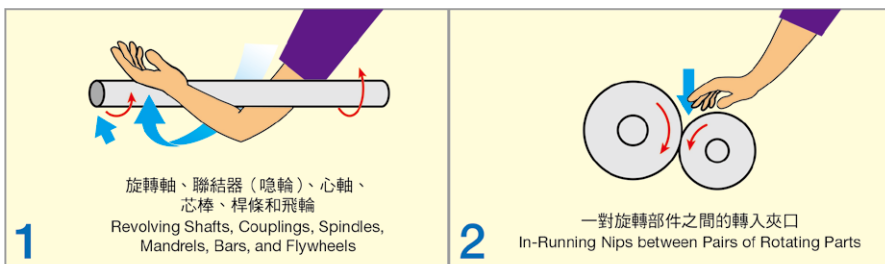 1
旋轉軸、聯結器（喼輪）、心軸、
芯棒、桿條和飛輪
Revolving Shafts, Couplings, Spindles,
Mandrels, Bars, and Flywheels
2
一對旋轉部件之間的轉入夾口
In-Running Nips between Pairs of Rotating Parts